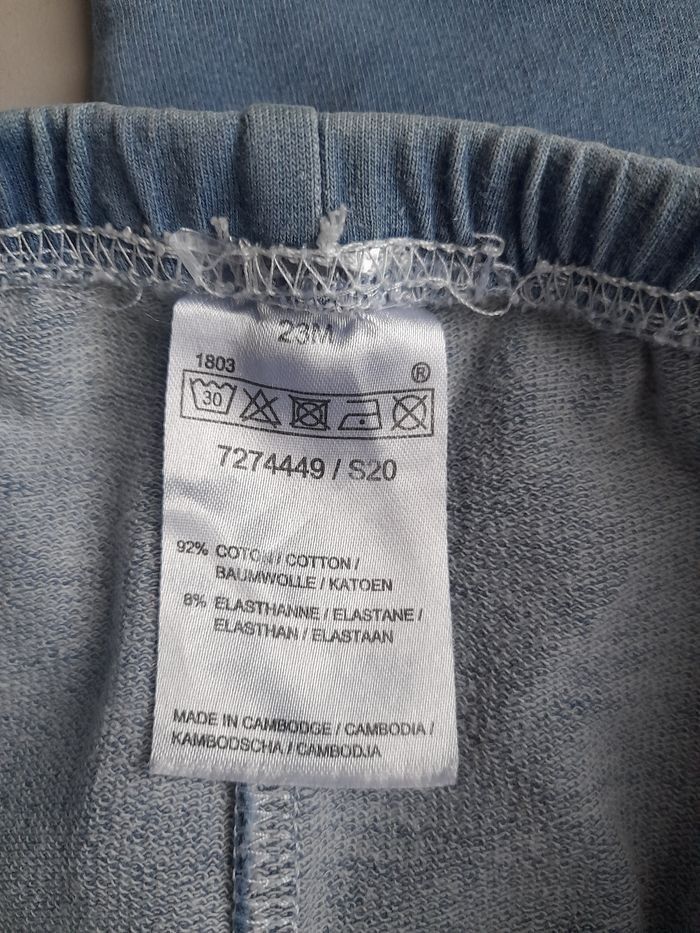 23M
1803
®
30
7274449 / S20
92% COTON / COTTON /
BAUMWOLLE / KATOEN
8% ELASTHANNE / ELASTANE /
ELASTHAN / ELASTAAN
MADE IN CAMBODGE / CAMBODIA /
KAMBODSCHA / CAMBODJA